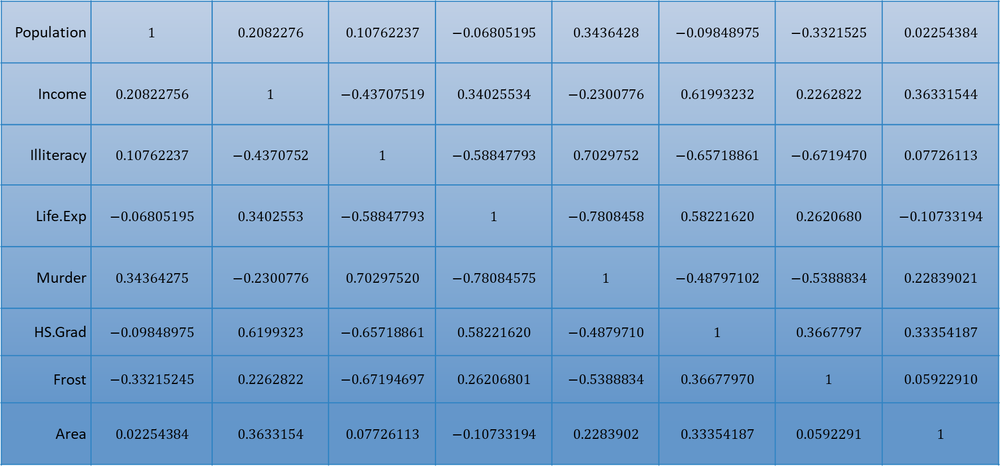 Population 1 0.2082276 0.10762237 −0.06805195 0.3436428 −0.09848975 −0.3321525 0.02254384
Income 0.20822756 1 −0.43707519 0.34025534 −0.2300776 0.61993232 0.2262822 0.36331544
Illiteracy 0.10762237 −0.4370752 1 −0.58847793 0.7029752 −0.65718861 −0.6719470 0.07726113
Life.Exp −0.06805195 0.3402553 −0.58847793 1 −0.7808458 0.58221620 0.2620680 −0.10733194
Murder 0.34364275 −0.2300776 0.70297520 −0.78084575 1 −0.48797102 −0.5388834 0.22839021
HS.Grad −0.09848975 0.6199323 −0.65718861 0.58221620 −0.4879710 1 0.3667797 0.33354187
Frost −0.33215245 0.2262822 −0.67194697 0.26206801 −0.5388834 0.36677970 1 0.05922910
Area 0.02254384 0.3633154 0.07726113 −0.10733194 0.2283902 0.33354187 0.0592291 1